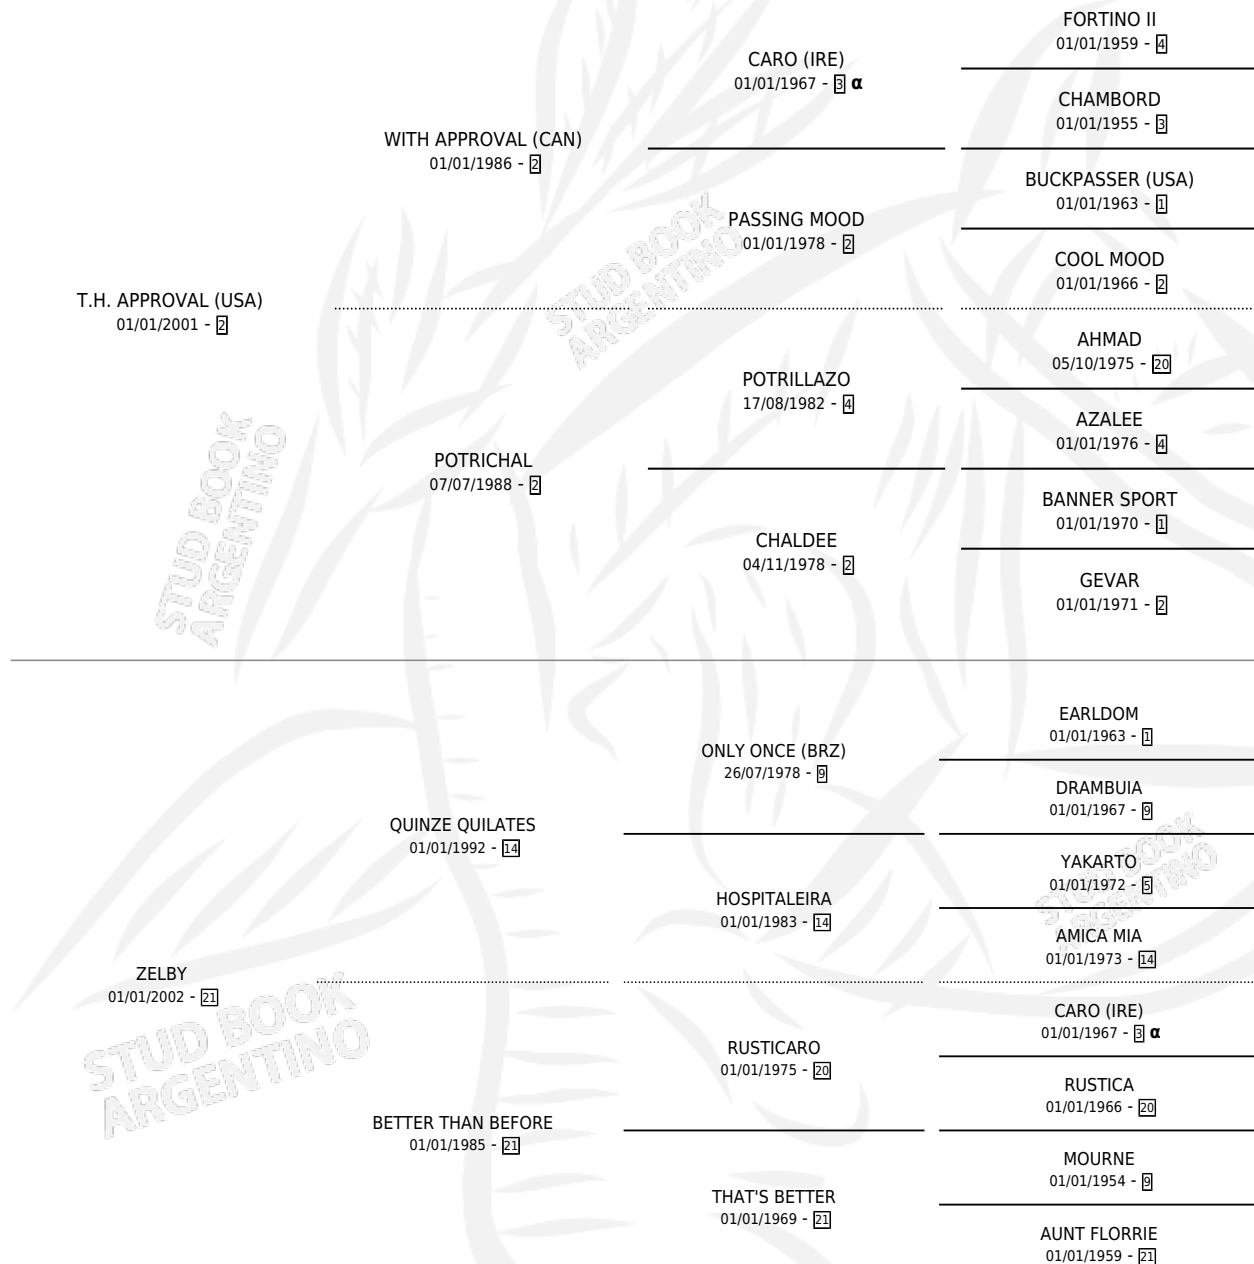 FORTINO II
01/01/1959 - 4
CARO (IRE)
01/01/1967 - 3 α
CHAMBORD
01/01/1955 - 3
WITH APPROVAL (CAN)
01/01/1986 - 2
BUCKPASSER (USA)
01/01/1963 - 1
PASSING MOOD
01/01/1978 - 2
COOL MOOD
01/01/1966 - 2
T.H. APPROVAL (USA)
01/01/2001 - 2
AHMAD
05/10/1975 - 20
POTRILLAZO
17/08/1982 - 4
AZALEE
01/01/1976 - 4
POTRICHAL
07/07/1988 - 2
BANNER SPORT
01/01/1970 - 1
CHALDEE
04/11/1978 - 2
GEVAR
01/01/1971 - 2
EARLDOM
01/01/1963 - 1
ONLY ONCE (BRZ)
26/07/1978 - 9
DRAMBUIA
01/01/1967 - 9
QUINZE QUILATES
01/01/1992 - 14
YAKARTO
01/01/1972 - 5
HOSPITALEIRA
01/01/1983 - 14
AMICA MIA
01/01/1973 - 14
ZELBY
01/01/2002 - 21
CARO (IRE)
01/01/1967 - 3 α
RUSTICARO
01/01/1975 - 20
RUSTICA
01/01/1966 - 20
BETTER THAN BEFORE
01/01/1985 - 21
MOURNE
01/01/1954 - 9
THAT'S BETTER
01/01/1969 - 21
AUNT FLORRIE
01/01/1959 - 21
STUD BOOK
ARGENTINO
STUD BOOK
ARGENTINO
STUD BOOK
ARGENTINO
STUD BOOK
ARGENTINO